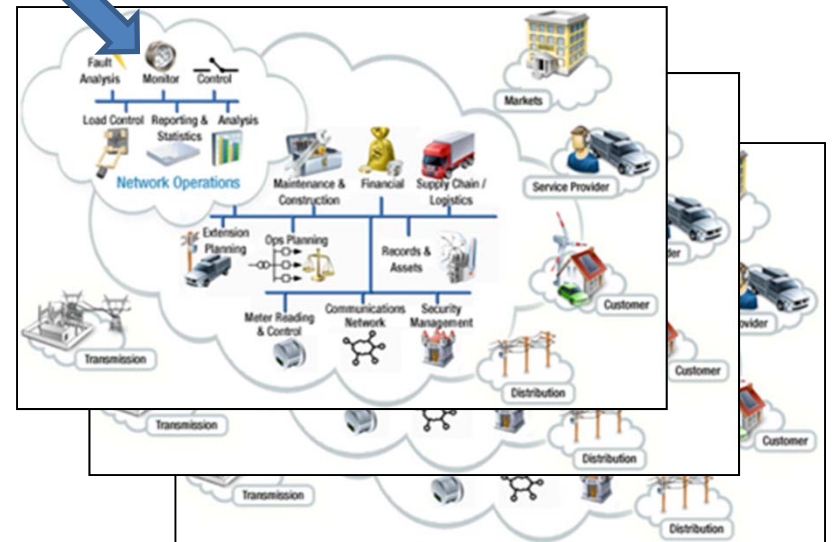 Fault
Analysis
Monitor
Control
Load Control
Reporting &
Statistics
Analysis
Network Operations
Markets
Maintenance &
Construction
Financial
Supply Chain /
Logistics
Service Provider
Extension
Planning
Ops Planning
Records &
Assets
Customer
Meter Reading
& Control
Communications
Network
Security
Management
Transmission
Distribution
der
Customer
Transmission
Distribution
ovider
Customer
Transmission
Distribution